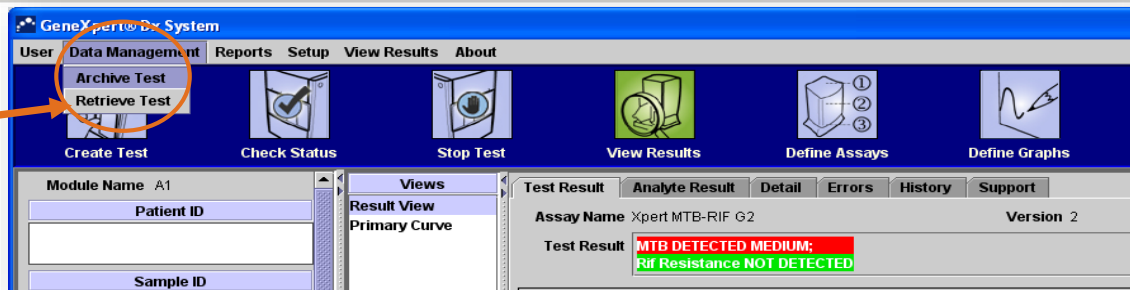 GeneXpert® Dx System
User Data Management Reports Setup View Results About
Archive Test
Retrieve Test
①
②
③
Create Test Check Status Stop Test View Results Define Assays Define Graphs
Module Name A1
Patient ID
Sample ID
Views
Result View
Primary Curve
Test Result Analyte Result Detail Errors History Support
Assay Name Xpert MTB-RIF G2 Version 2
Test Result MTB DETECTED MEDIUM;
Rif Resistance NOT DETECTED